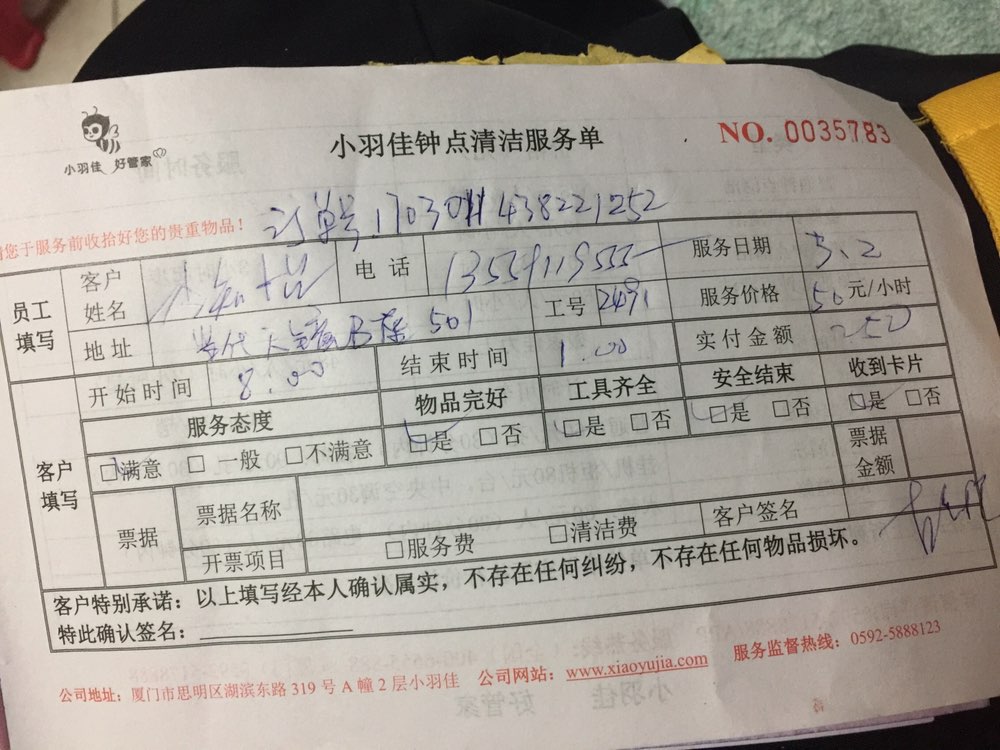 小羽佳 好管家
小羽佳钟点清洁服务单
NO. 0035783
订单号
您于服务前收拾好您的贵重物品！
员工填写
客户姓名
电话 13559119555
服务日期 3.2
地址 501
工号 2491
服务价格 50元/小时
开始时间 8.00
结束时间 1.00
实付金额 250
客户填写
服务态度
物品完好
工具齐全
安全结束
收到卡片
□满意 □一般 □不满意
□是 □否
□是 □否
□是 □否
□是 □否
票据
票据名称
票据金额
开票项目 □服务费 □清洁费
客户签名
客户特别承诺：以上填写经本人确认属实，不存在任何纠纷，不存在任何物品损坏。
特此确认签名：
公司地址：厦门市思明区湖滨东路 319 号 A 幢 2 层小羽佳 公司网站：www.xiaoyujia.com 服务监督热线：0592-5888123